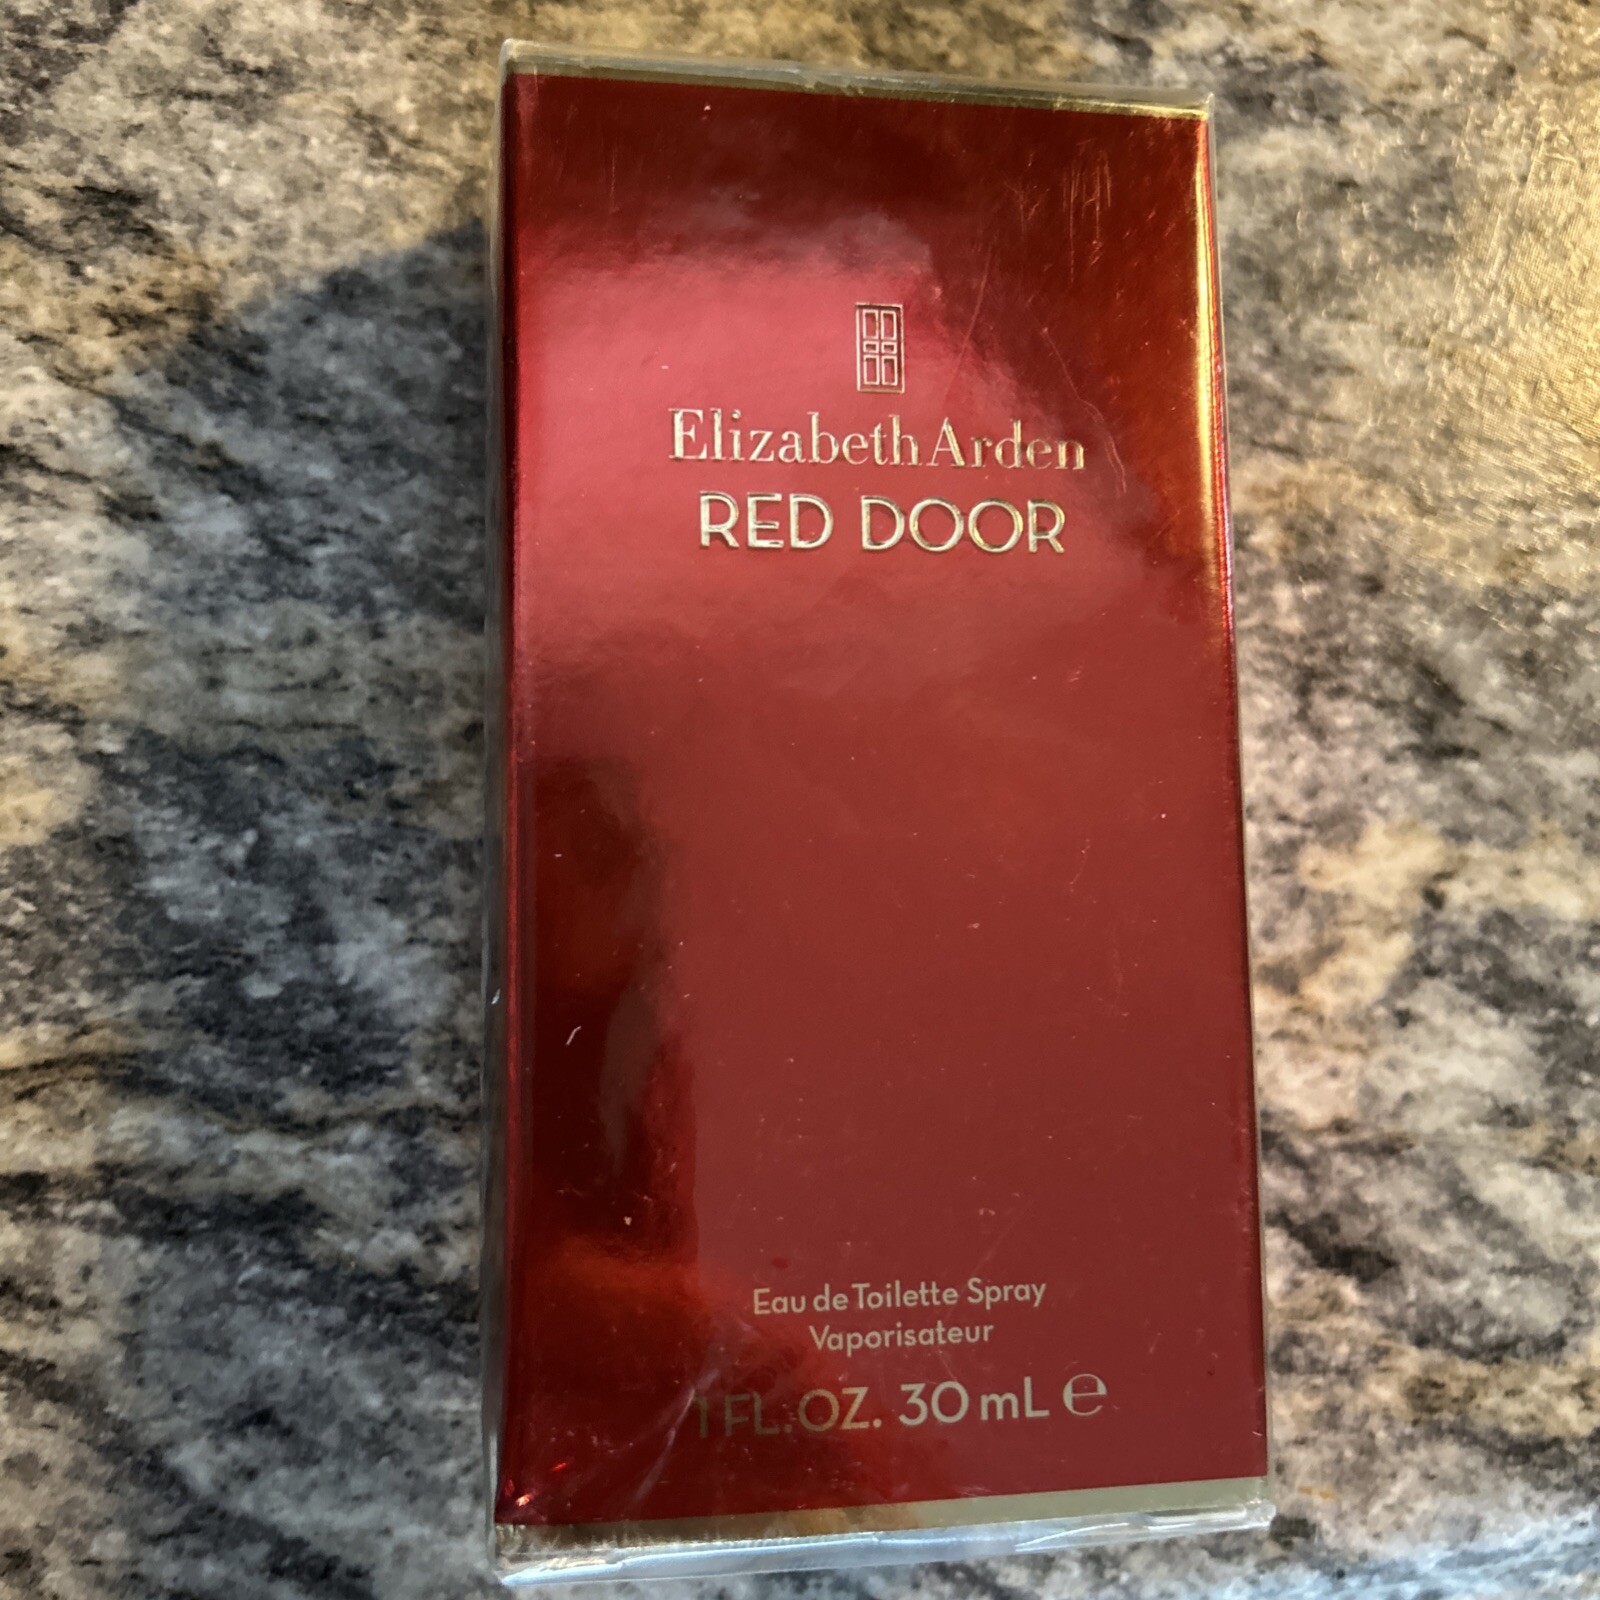 Elizabeth Arden
RED DOOR
Eau de Toilette Spray
Vaporisateur
1 FL. OZ. 30 mL ℮